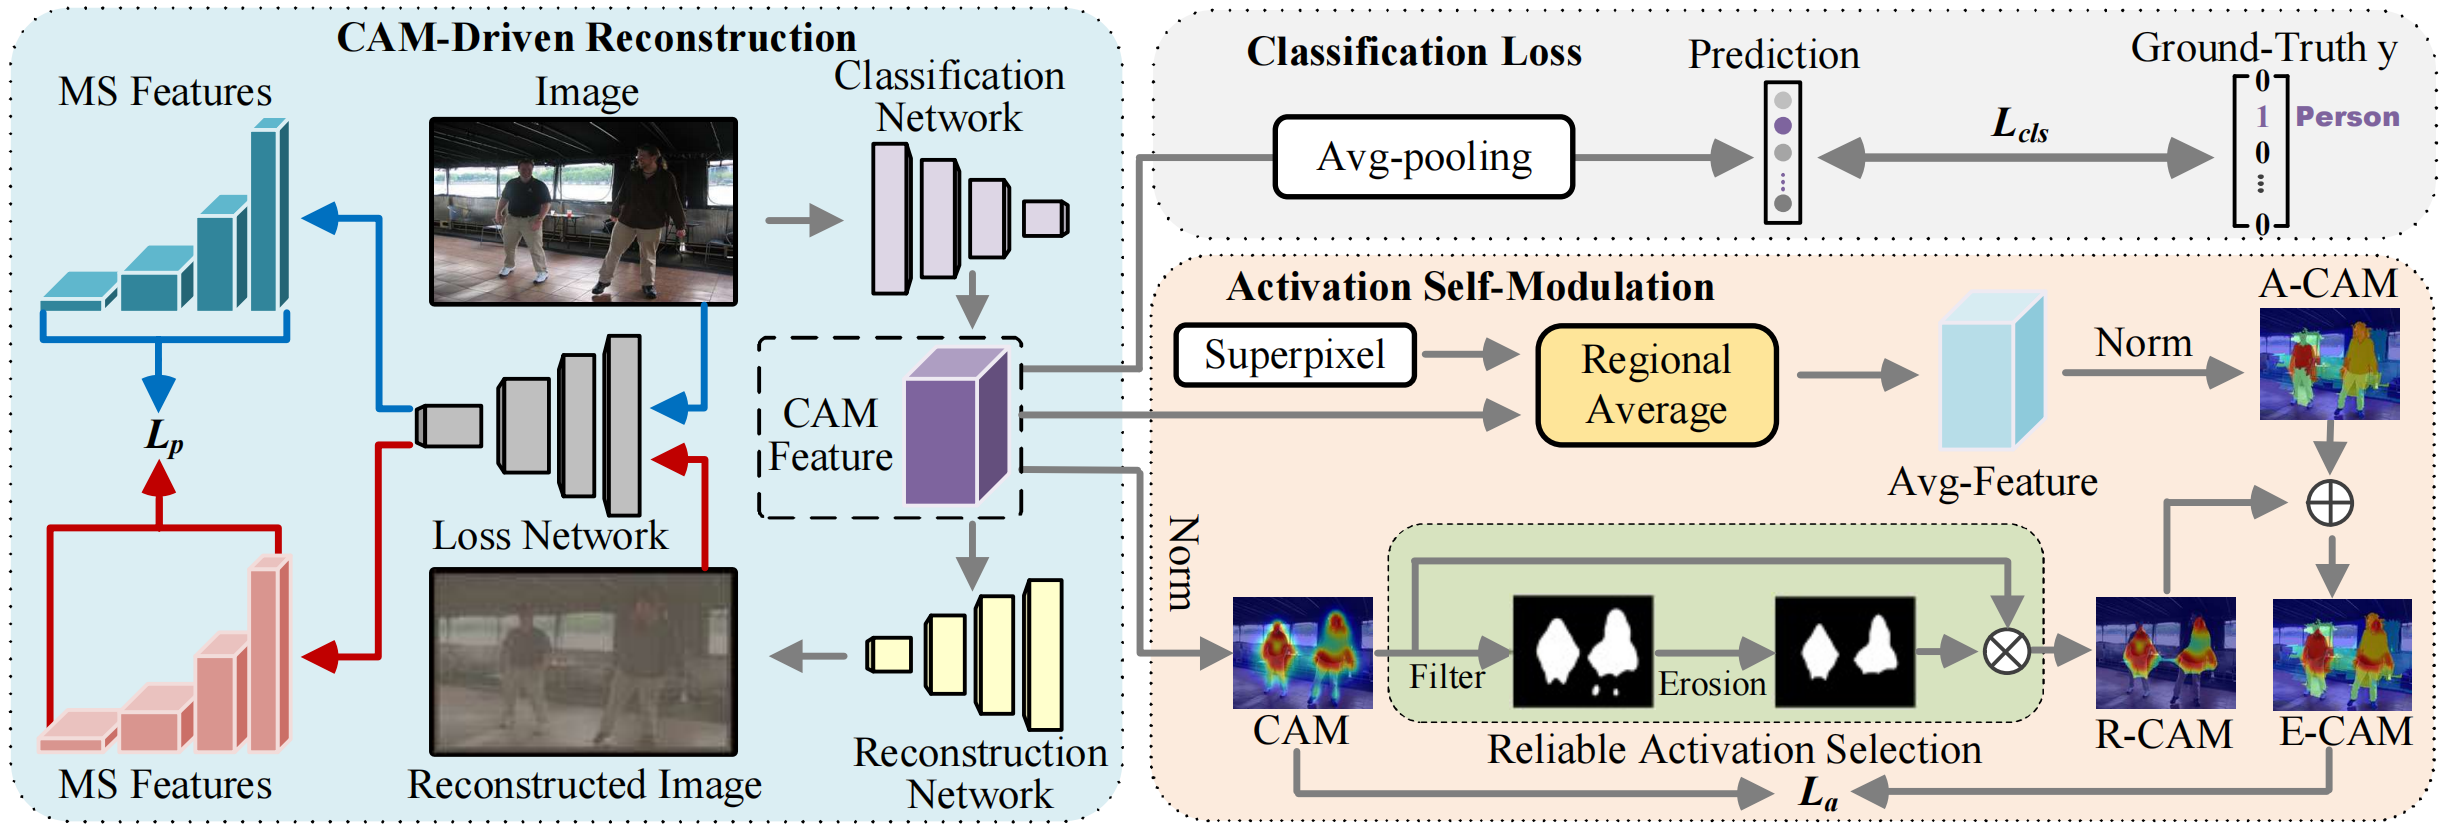 CAM-Driven Reconstruction
MS Features
Image
Classification
Network
L_p
Loss Network
CAM
Feature
MS Features
Reconstructed Image
Reconstruction
Network
Classification Loss
Avg-pooling
Prediction
L_cls
Ground-Truth y
0
1 Person
0
⋮
0
Activation Self-Modulation
Superpixel
Regional
Average
Avg-Feature
Norm
A-CAM
Norm
CAM
Filter
Erosion
Reliable Activation Selection
R-CAM
E-CAM
L_a